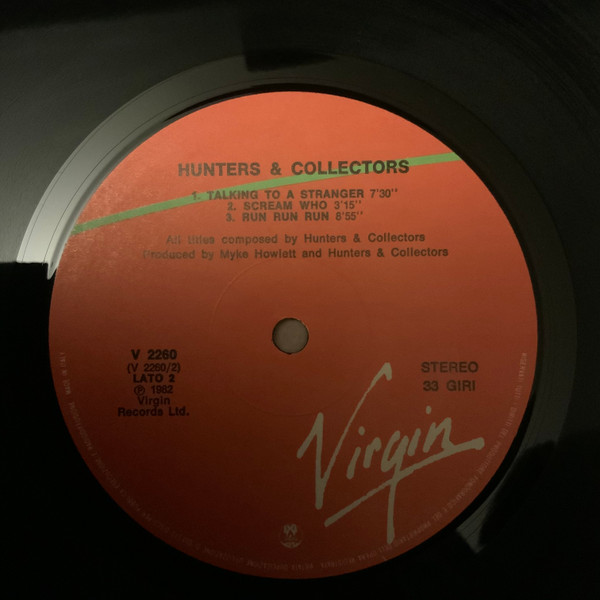 HUNTERS & COLLECTORS
1. TALKING TO A STRANGER 7'30''
2. SCREAM WHO 3'15''
3. RUN RUN RUN 8'55''
All titles composed by Hunters & Collectors
Produced by Myke Howlett and Hunters & Collectors
V 2260
(V 2260/2)
LATO 2
℗ 1982
Virgin
Records Ltd.
STEREO
33 GIRI
Virgin